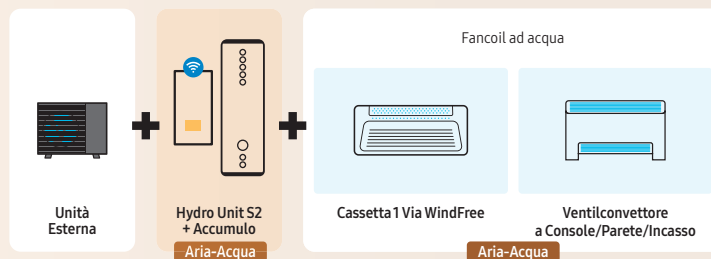 Fancoil ad acqua
Unità
Esterna
Hydro Unit S2
+ Accumulo
Cassetta 1 Via WindFree
Ventilconvettore
a Console/Parete/Incasso
Aria-Acqua
Aria-Acqua